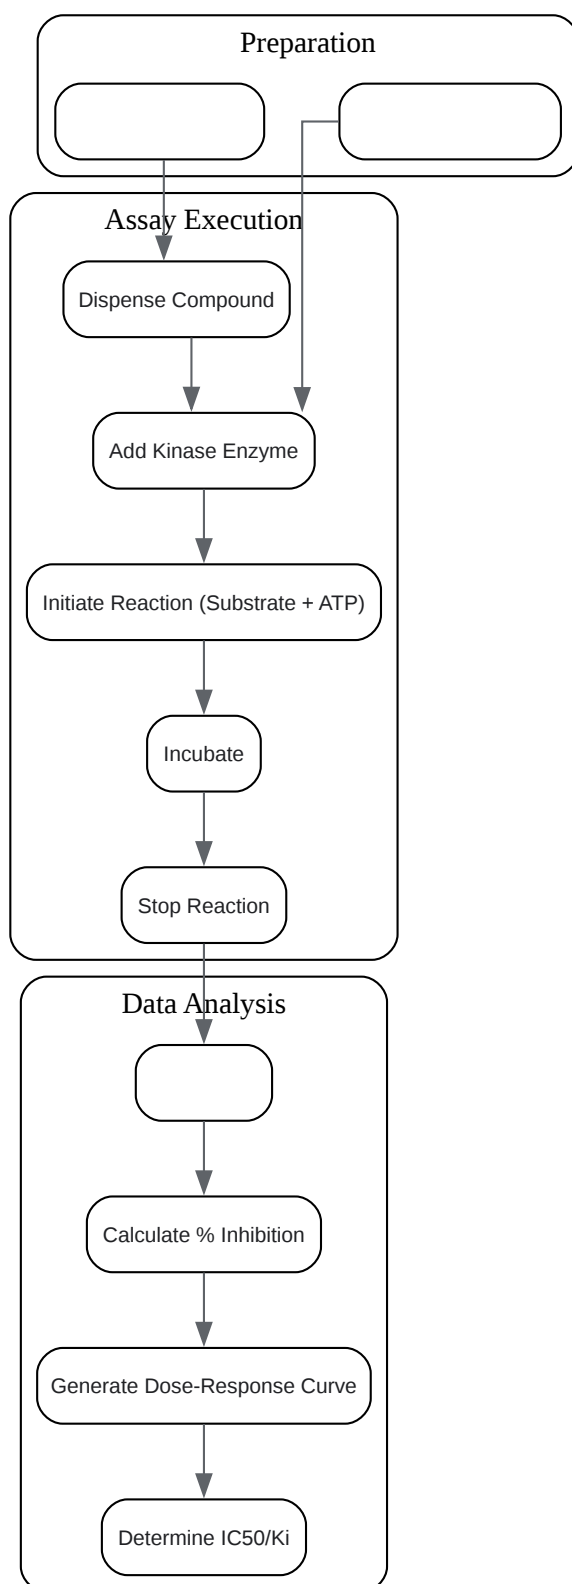 Preparation
Assay Execution
Dispense Compound
Add Kinase Enzyme
Initiate Reaction (Substrate + ATP)
Incubate
Stop Reaction
Data Analysis
Calculate % Inhibition
Generate Dose-Response Curve
Determine IC50/Ki